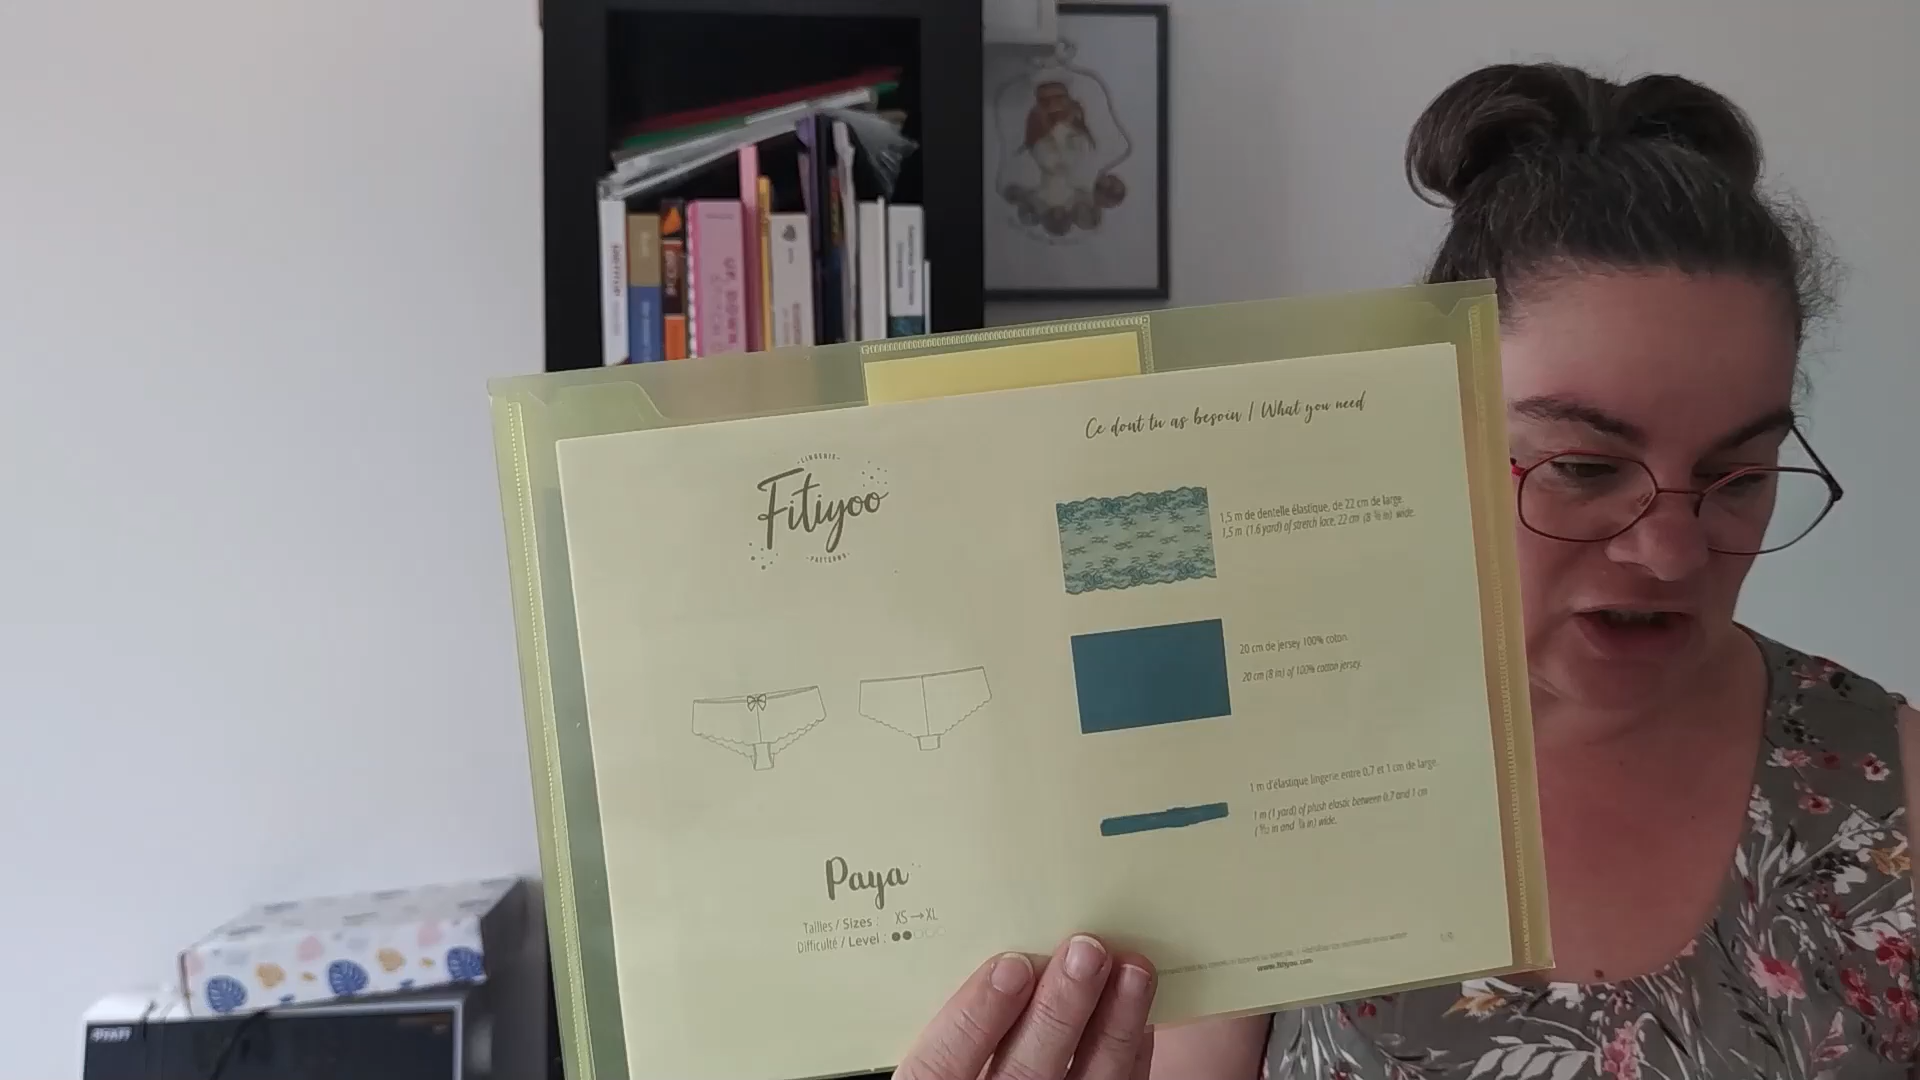 LINGERIE
Fitiyoo
PATTERNS
Paya
Tailles / Sizes : XS → XL
Difficulté / Level :
Ce dont tu as besoin / What you need
1,5 m de dentelle élastique, de 22 cm de large.
1,5 m (1.6 yard) of stretch lace, 22 cm (8 in) wide.
20 cm de jersey 100% coton.
20 cm (8 in) of 100% cotton jersey.
1 m d'élastique lingerie entre 0,7 et 1 cm de large.
1 m (1 yard) of plush elastic between 0.7 and 1 cm
in and in) wide.
www.fitiyoo.com